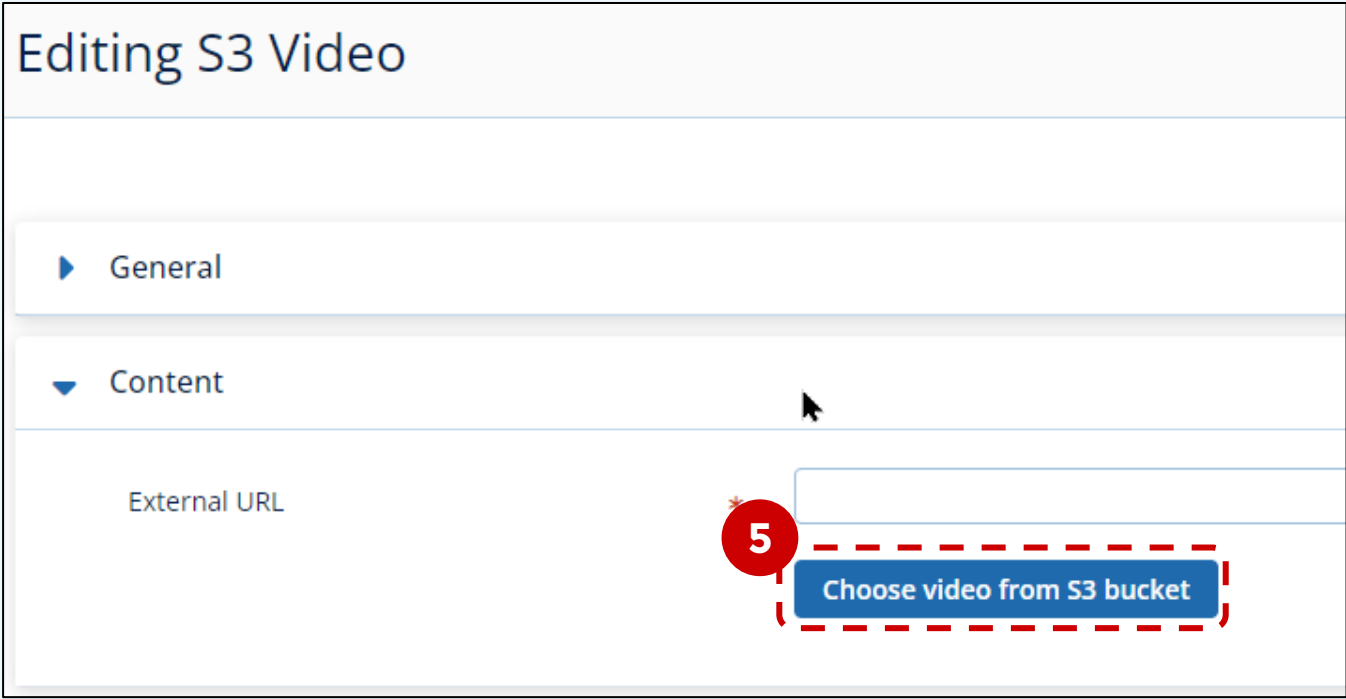 Editing S3 Video
General
Content
External URL *
5
Choose video from S3 bucket